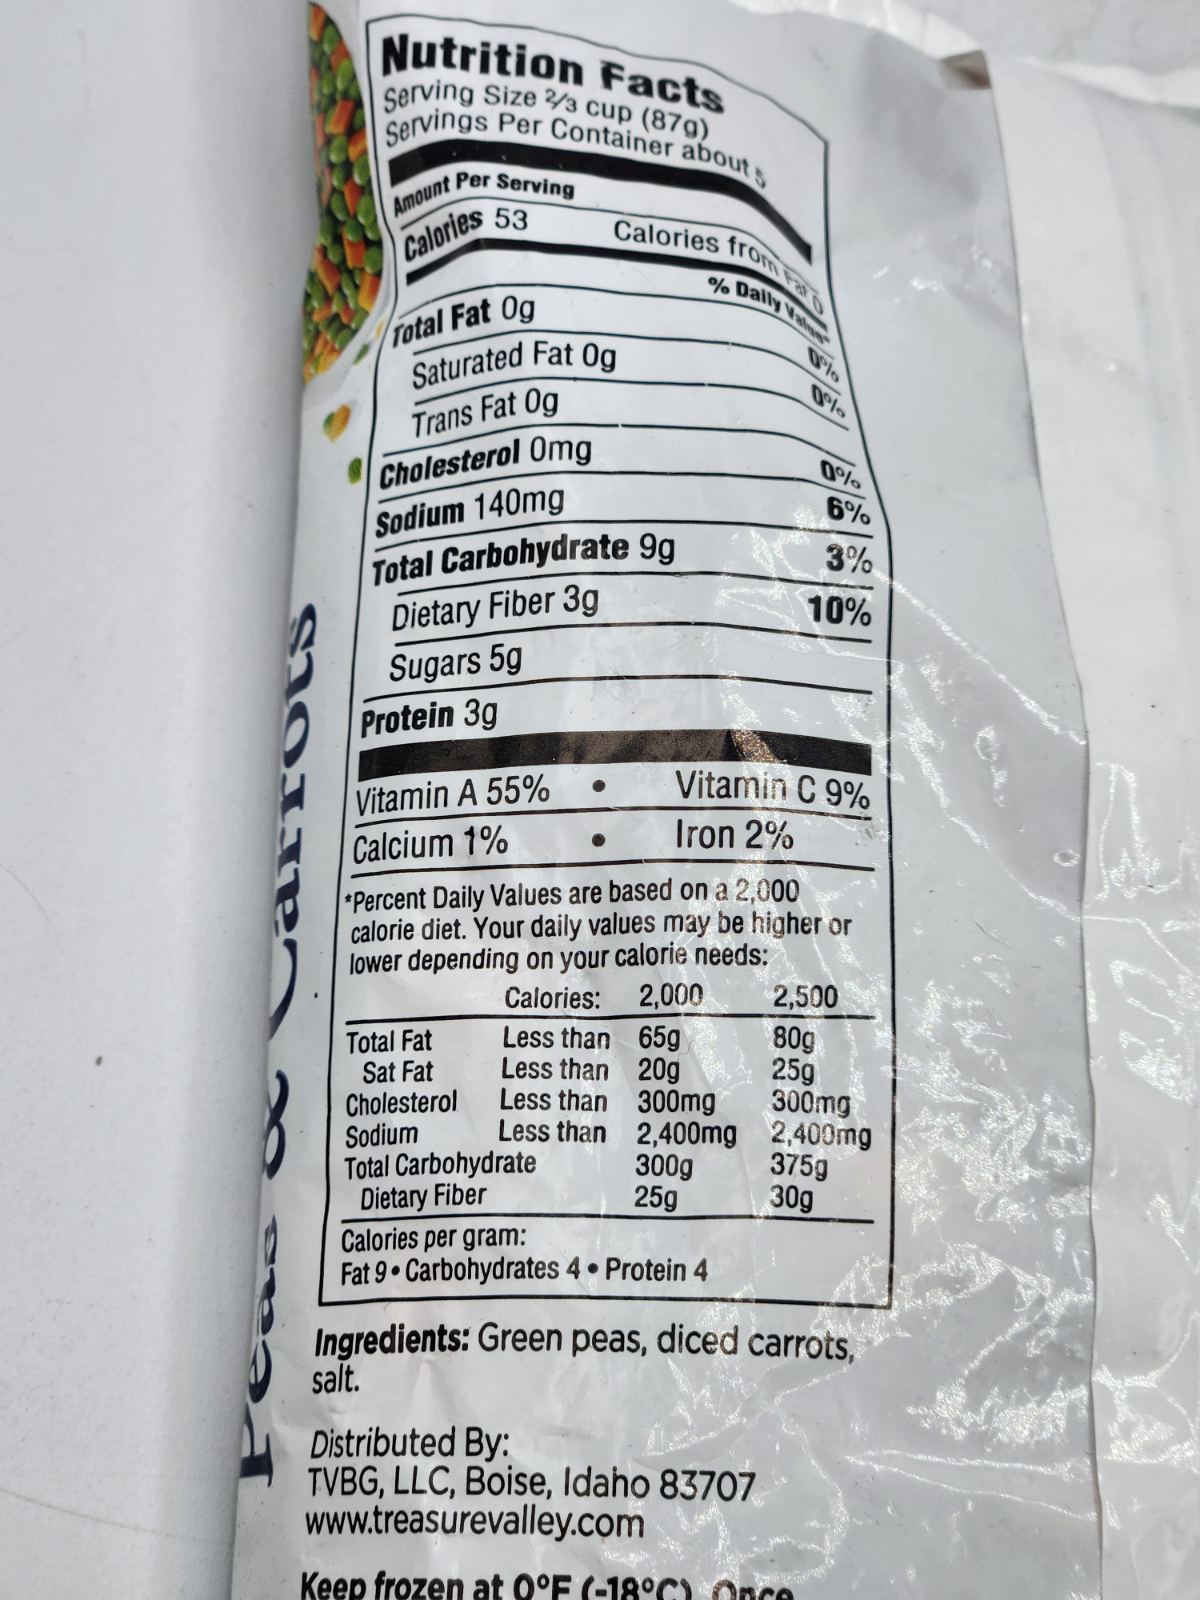 Nutrition Facts
Serving Size ⅔ cup (87g)
Servings Per Container about 5
Amount Per Serving
Calories 53 Calories from Fat 0
% Daily Value*
Total Fat 0g 0%
Saturated Fat 0g 0%
Trans Fat 0g
Cholesterol 0mg 0%
Sodium 140mg 6%
Total Carbohydrate 9g 3%
Dietary Fiber 3g 10%
Sugars 5g
Protein 3g
Vitamin A 55% • Vitamin C 9%
Calcium 1% • Iron 2%
*Percent Daily Values are based on a 2,000
calorie diet. Your daily values may be higher or
lower depending on your calorie needs:
Calories: 2,000 2,500
Total Fat Less than 65g 80g
Sat Fat Less than 20g 25g
Cholesterol Less than 300mg 300mg
Sodium Less than 2,400mg 2,400mg
Total Carbohydrate 300g 375g
Dietary Fiber 25g 30g
Calories per gram:
Fat 9 • Carbohydrates 4 • Protein 4
Ingredients: Green peas, diced carrots,
salt.
Distributed By:
TVBG, LLC, Boise, Idaho 83707
www.treasurevalley.com
Keep frozen at 0°F (-18°C). Once
Peas & Carrots